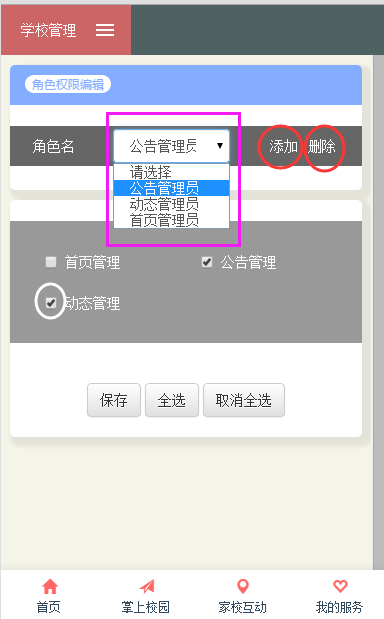 学校管理
角色权限编辑
角色名 公告管理员 添加 删除
请选择
公告管理员
动态管理员
首页管理员
首页管理 公告管理
动态管理
保存 全选 取消全选
首页 掌上校园 家校互动 我的服务